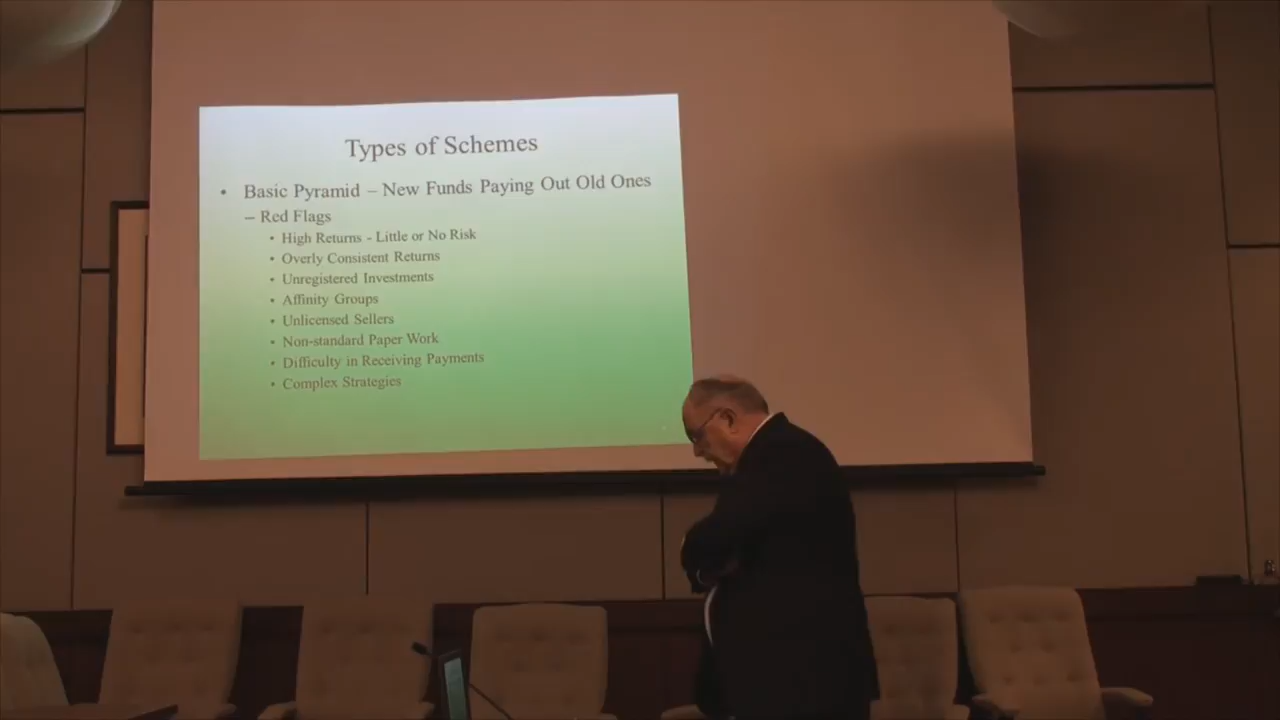 Types of Schemes
• Basic Pyramid – New Funds Paying Out Old Ones
– Red Flags
• High Returns - Little or No Risk
• Overly Consistent Returns
• Unregistered Investments
• Affinity Groups
• Unlicensed Sellers
• Non-standard Paper Work
• Difficulty in Receiving Payments
• Complex Strategies